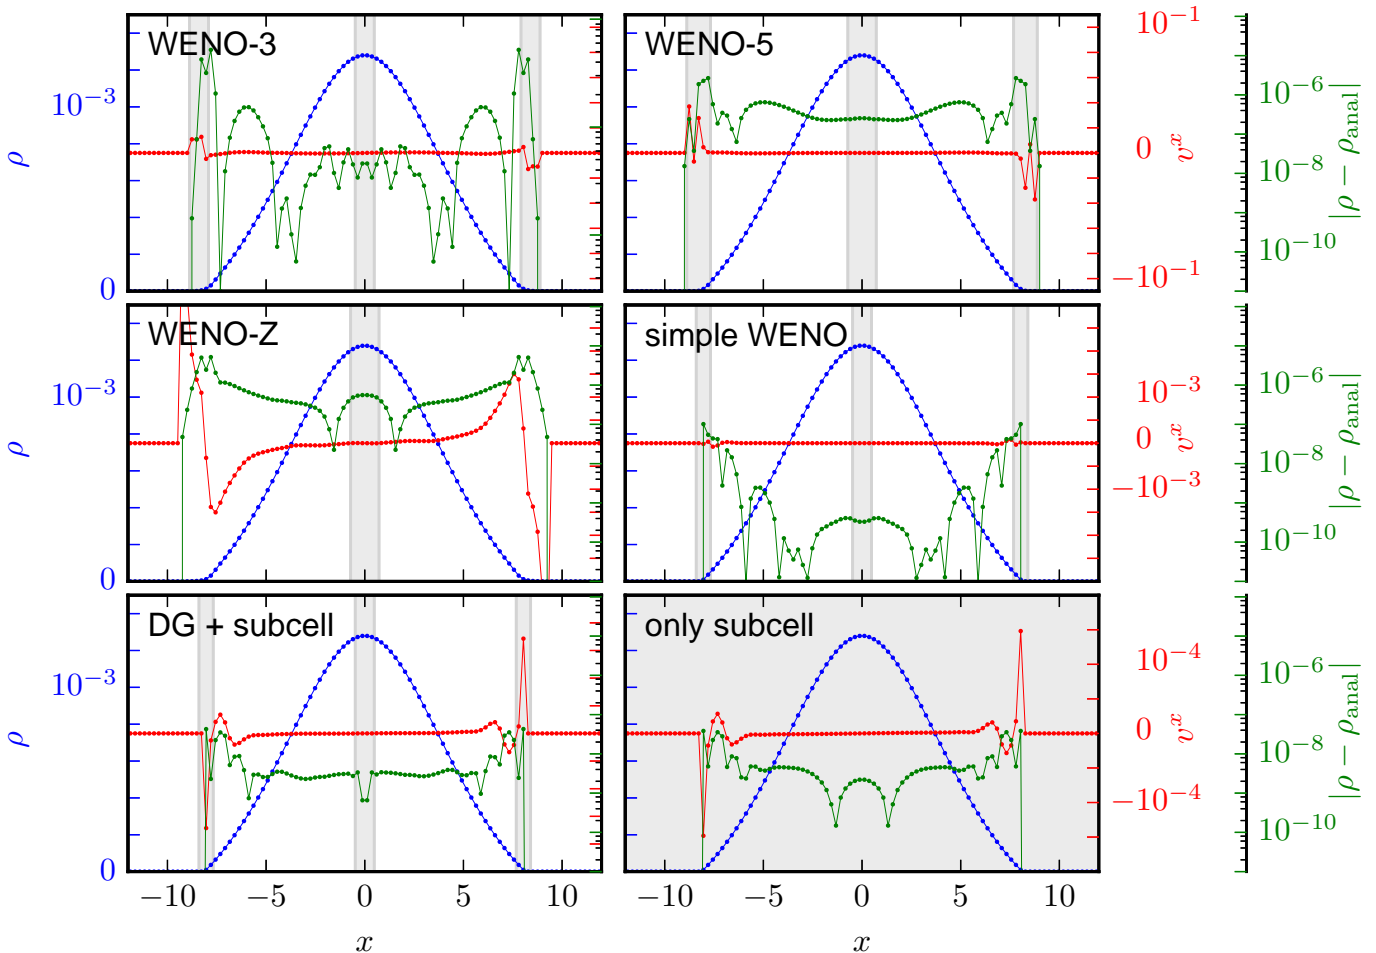 WENO-3 WENO-5
10⁻³ 0 ρ
10⁻¹ 0 −10⁻¹ vˣ
10⁻⁶ 10⁻⁸ 10⁻¹⁰ |ρ − ρ_anal|
WENO-Z simple WENO
10⁻³ 0 ρ
10⁻³ 0 −10⁻³ vˣ
10⁻⁶ 10⁻⁸ 10⁻¹⁰ |ρ − ρ_anal|
DG + subcell only subcell
10⁻³ 0 ρ
10⁻⁴ −10⁻⁴ vˣ
10⁻⁶ 10⁻⁸ 10⁻¹⁰ |ρ − ρ_anal|
−10 −5 0 5 10 −10 −5 0 5 10
x x